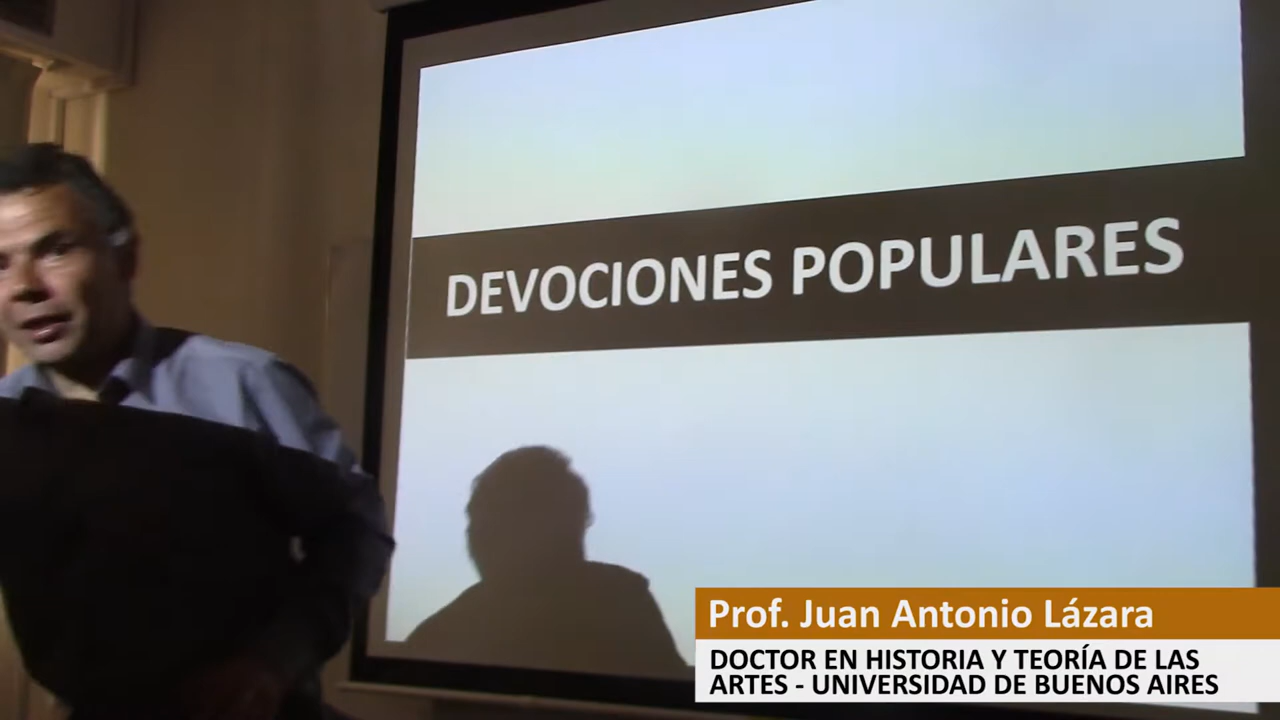 DEVOCIONES POPULARES
Prof. Juan Antonio Lázara
DOCTOR EN HISTORIA Y TEORÍA DE LAS
ARTES - UNIVERSIDAD DE BUENOS AIRES